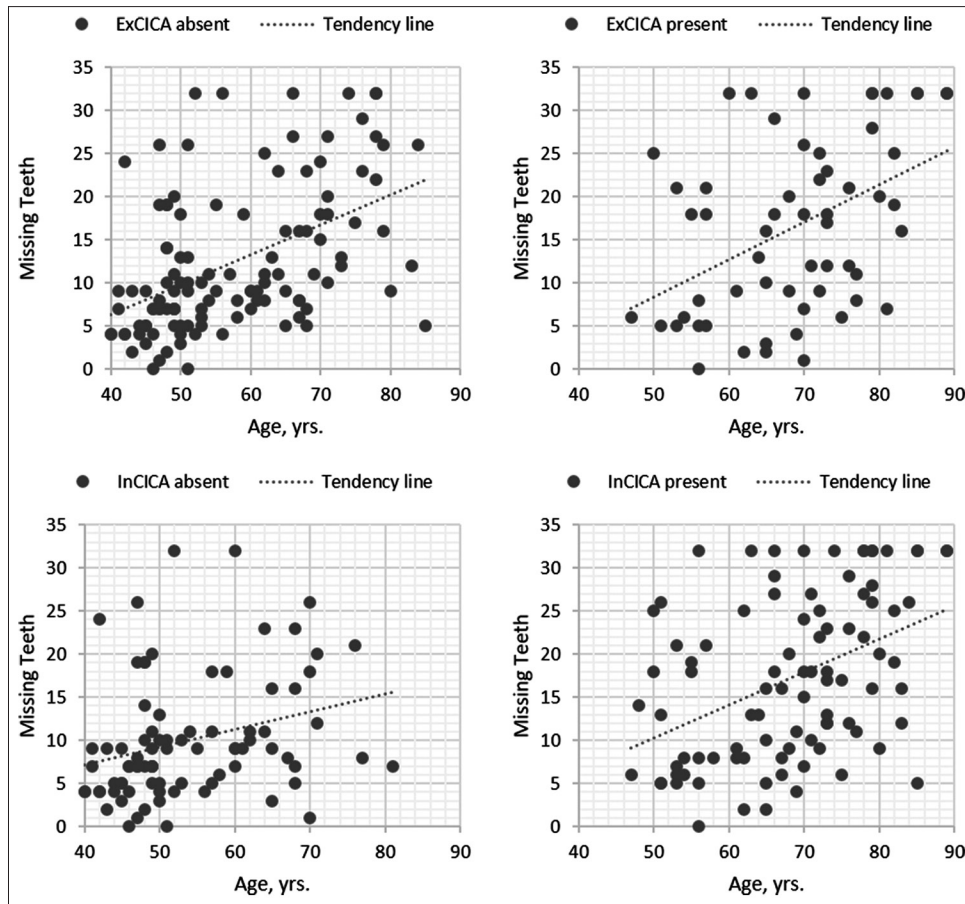 ExCICA absent Tendency line
35
30
25
20
15
10
5
0
Missing Teeth
40 50 60 70 80 90
Age, yrs.
ExCICA present Tendency line
35
30
25
20
15
10
5
0
Missing Teeth
40 50 60 70 80 90
Age, yrs.
InCICA absent Tendency line
35
30
25
20
15
10
5
0
Missing Teeth
40 50 60 70 80 90
Age, yrs.
InCICA present Tendency line
35
30
25
20
15
10
5
0
Missing Teeth
40 50 60 70 80 90
Age, yrs.